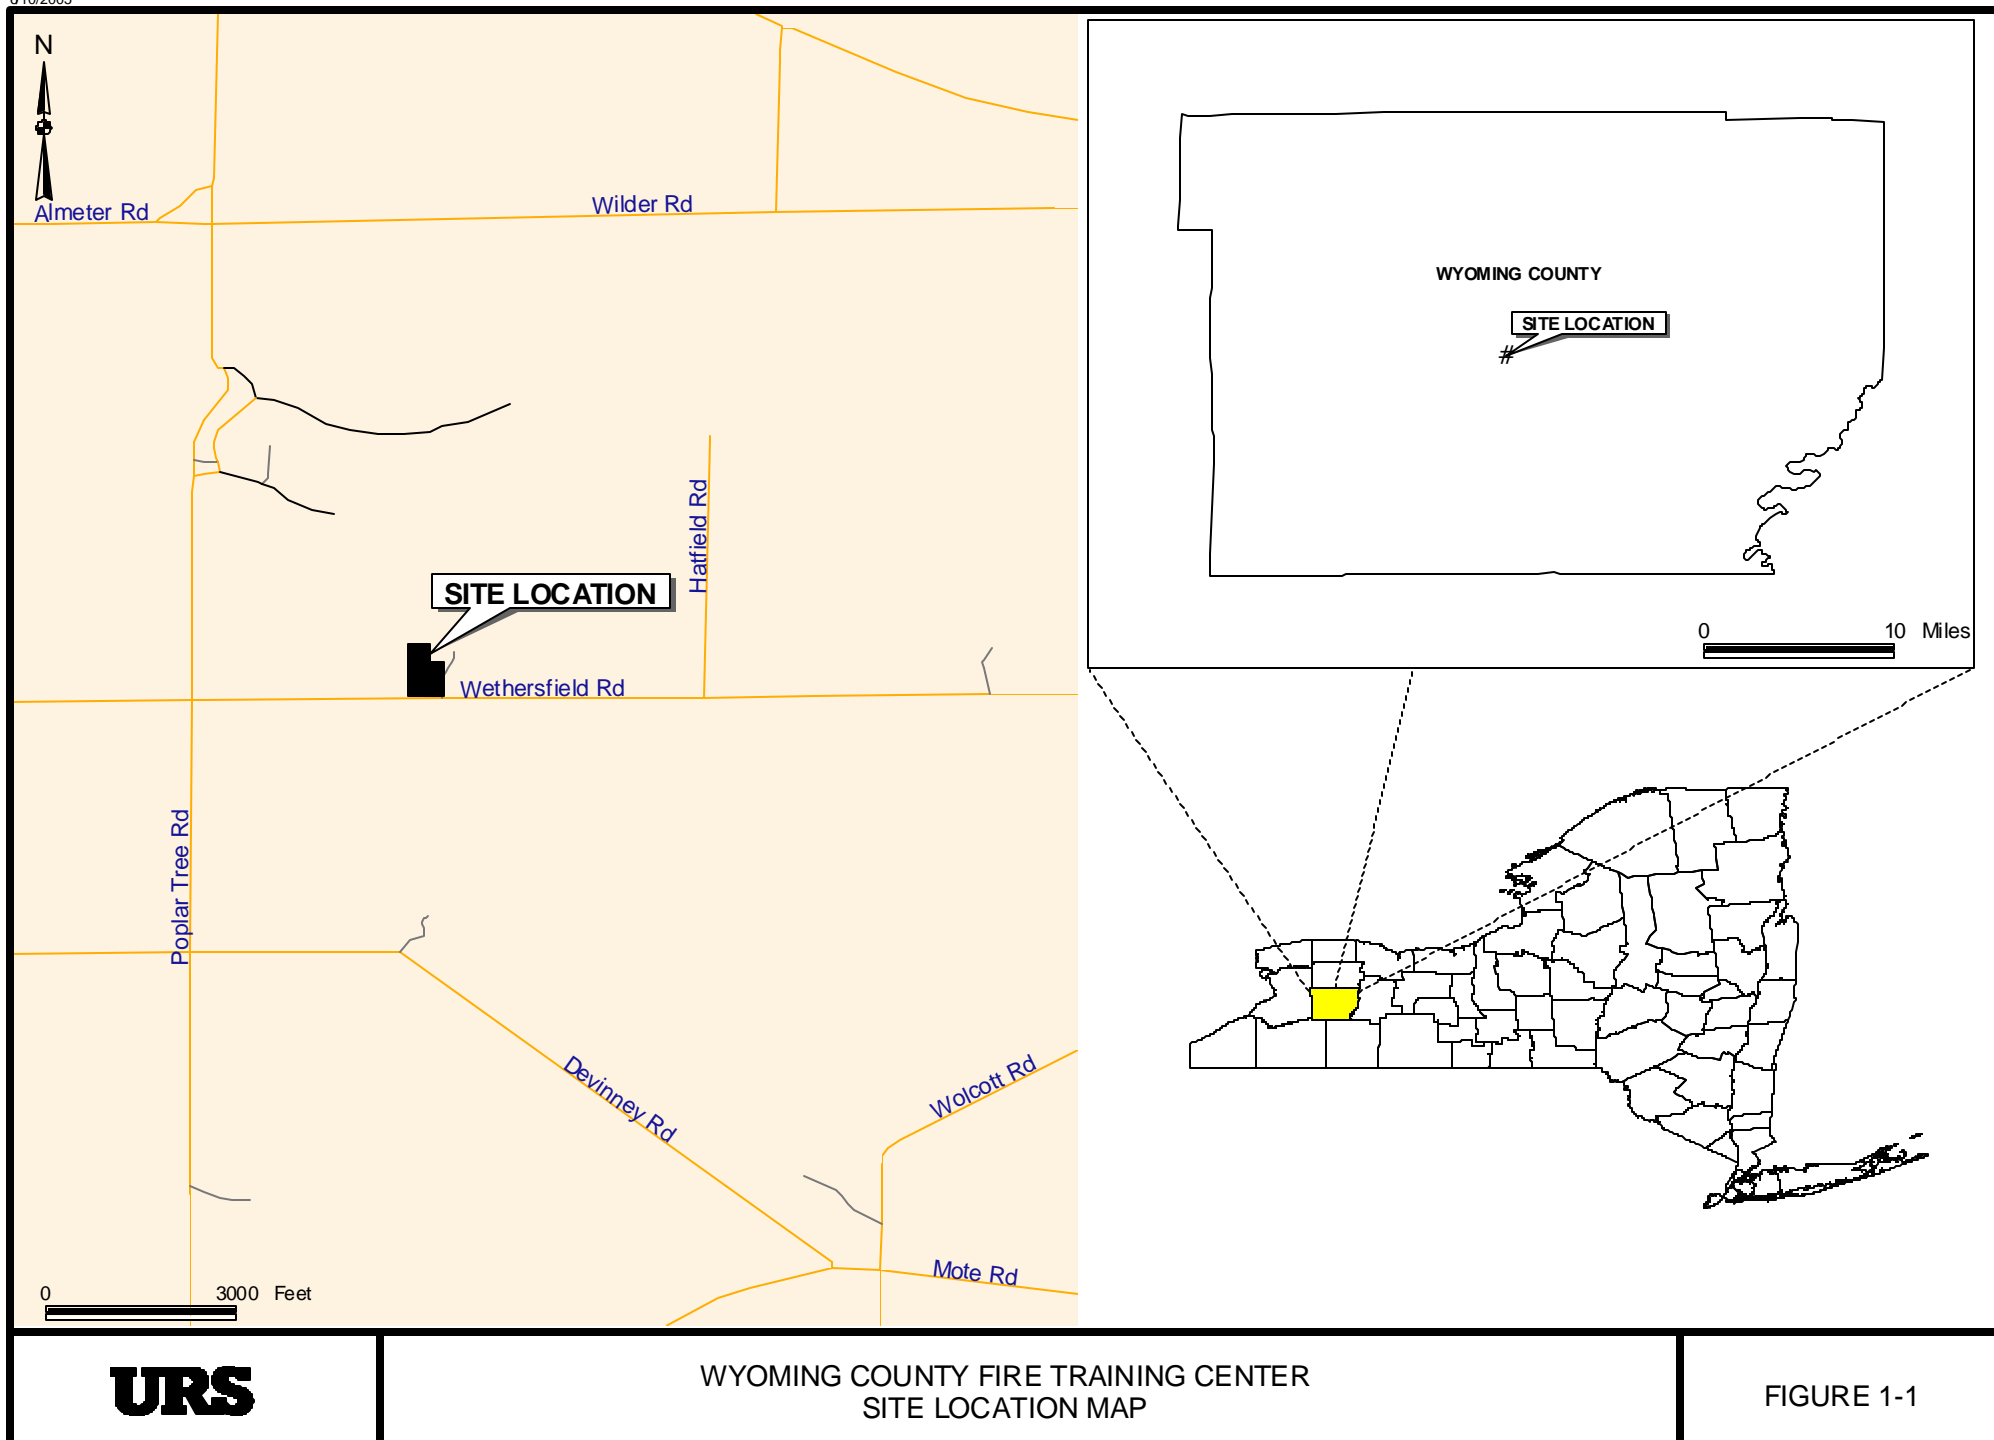 N
Almeter Rd
Wilder Rd
Hatfield Rd
SITE LOCATION
Wethersfield Rd
Poplar Tree Rd
Devinney Rd
Wolcott Rd
Mote Rd
0 3000 Feet
WYOMING COUNTY
SITE LOCATION
#
0 10 Miles
URS
WYOMING COUNTY FIRE TRAINING CENTER
SITE LOCATION MAP
FIGURE 1-1